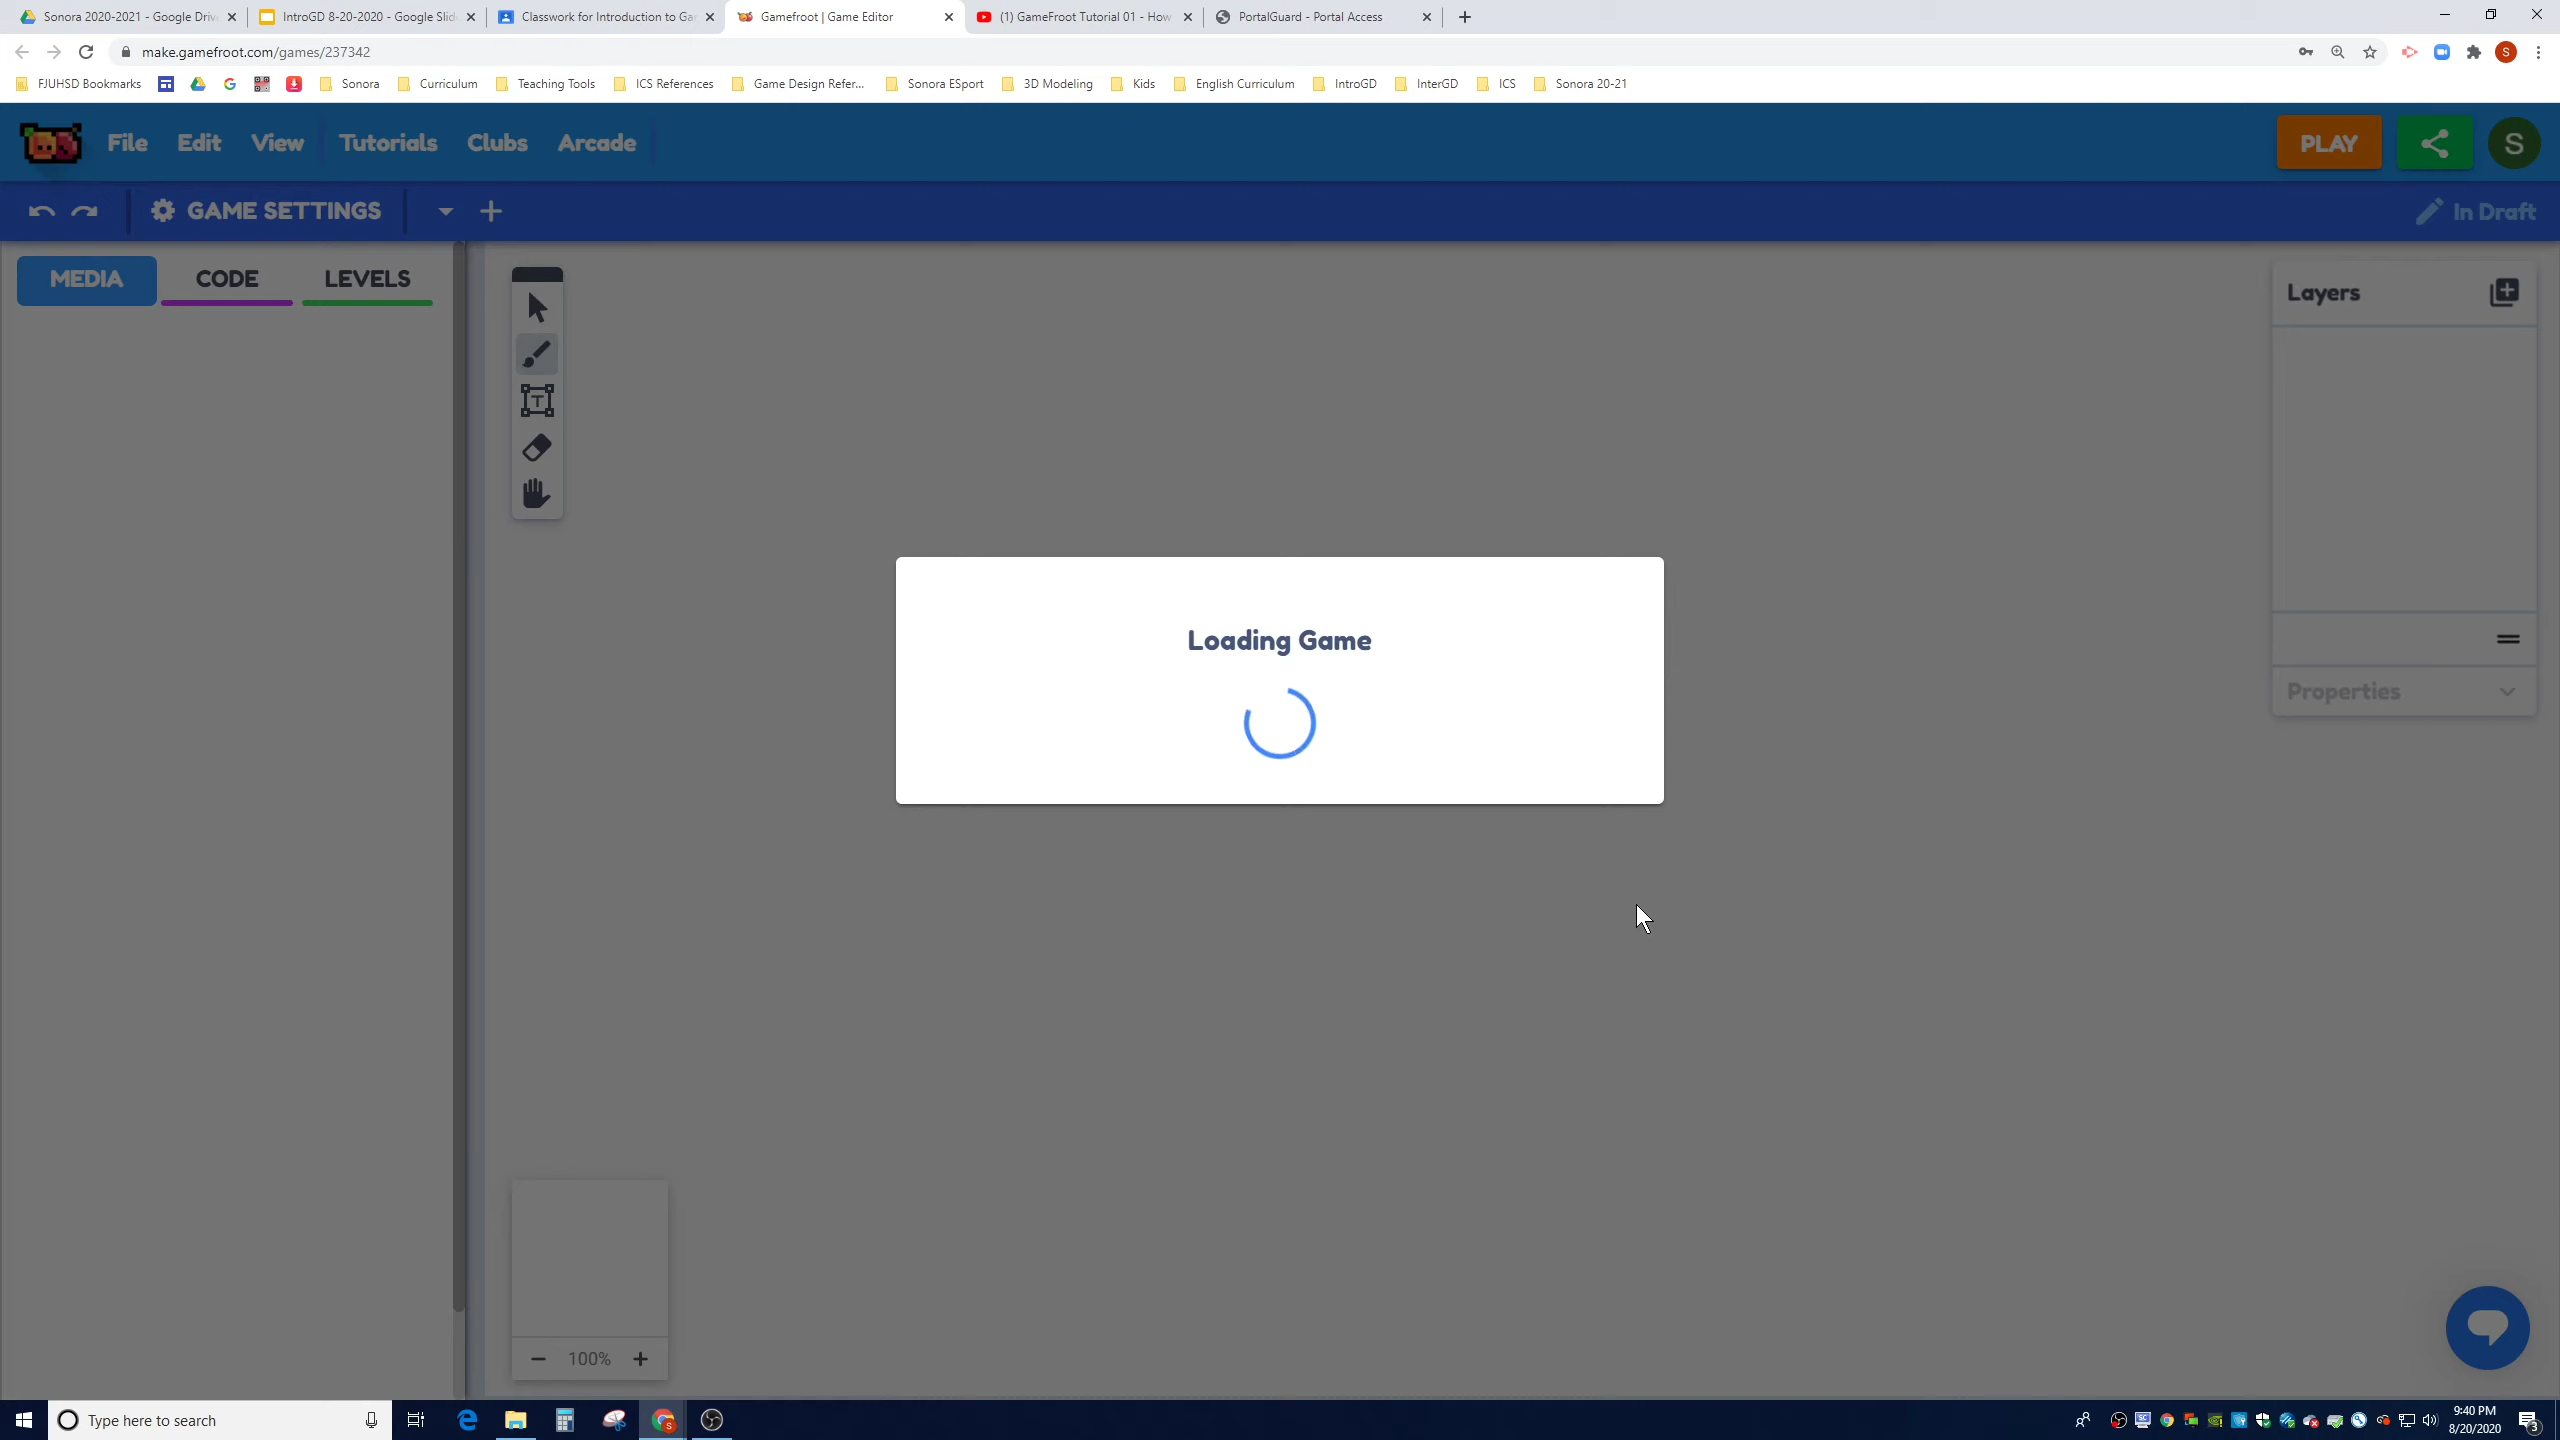 Sonora 2020-2021 - Google Driv
IntroGD 8-20-2020 - Google Slid
Classwork for Introduction to Ga
Gamefroot | Game Editor
(1) GameFroot Tutorial 01 - How
PortalGuard - Portal Access
make.gamefroot.com/games/237342
S
FJUHSD Bookmarks
Sonora
Curriculum
Teaching Tools
ICS References
Game Design Refer...
Sonora ESport
3D Modeling
Kids
English Curriculum
IntroGD
InterGD
ICS
Sonora 20-21
File
Edit
View
Tutorials
Clubs
Arcade
PLAY
S
GAME SETTINGS
In Draft
MEDIA
CODE
LEVELS
T
Layers
Loading Game
Properties
100%
Type here to search
9:40 PM
8/20/2020
3